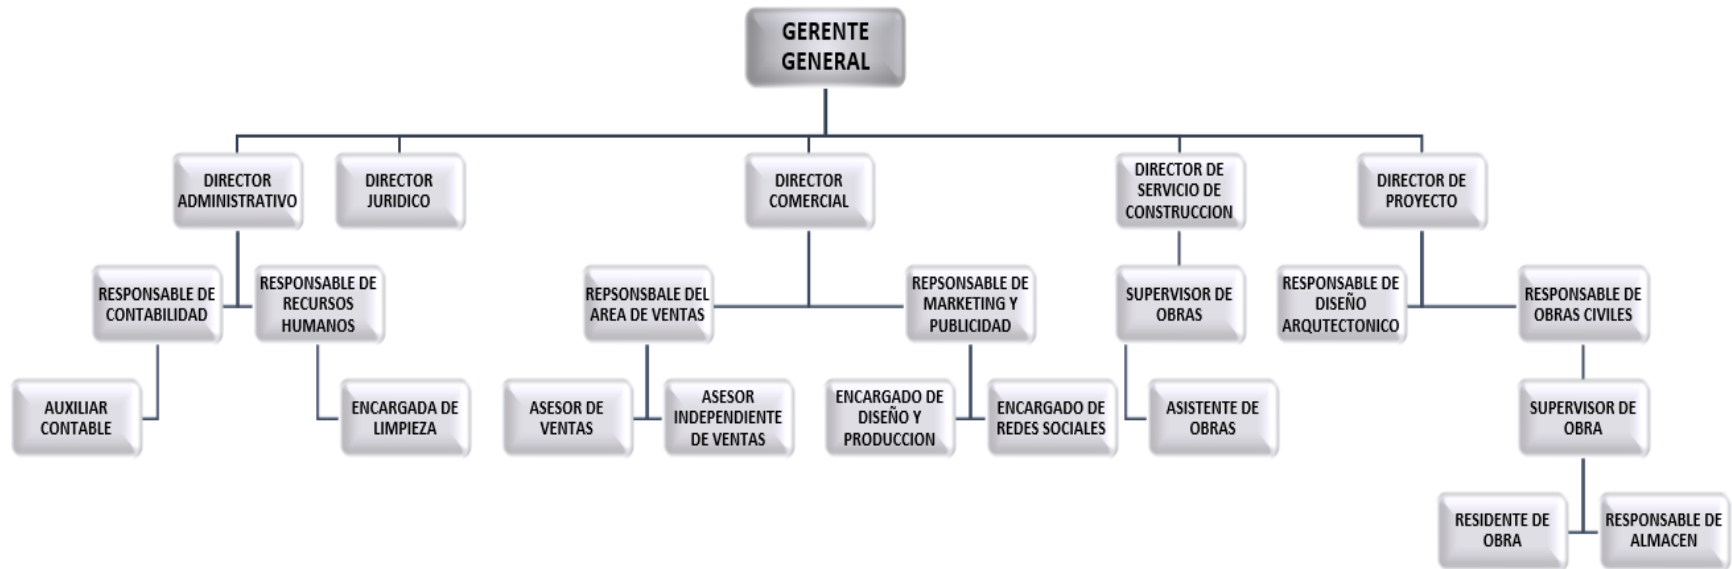 GERENTE
GENERAL
DIRECTOR
ADMINISTRATIVO
DIRECTOR
JURIDICO
DIRECTOR
COMERCIAL
DIRECTOR DE
SERVICIO DE
CONSTRUCCION
DIRECTOR DE
PROYECTO
RESPONSABLE DE
CONTABILIDAD
RESPONSABLE DE
RECURSOS
HUMANOS
REPSONSBALE DEL
AREA DE VENTAS
REPSONSABLE DE
MARKETING Y
PUBLICIDAD
SUPERVISOR DE
OBRAS
RESPONSABLE DE
DISEÑO
ARQUTECTONICO
RESPONSABLE DE
OBRAS CIVILES
AUXILIAR
CONTABLE
ENCARGADA DE
LIMPIEZA
ASESOR DE
VENTAS
ASESOR
INDEPENDIENTE
DE VENTAS
ENCARGADO DE
DISEÑO Y
PRODUCCION
ENCARGADO DE
REDES SOCIALES
ASISTENTE DE
OBRAS
SUPERVISOR DE
OBRA
RESIDENTE DE
OBRA
RESPONSABLE DE
ALMACEN